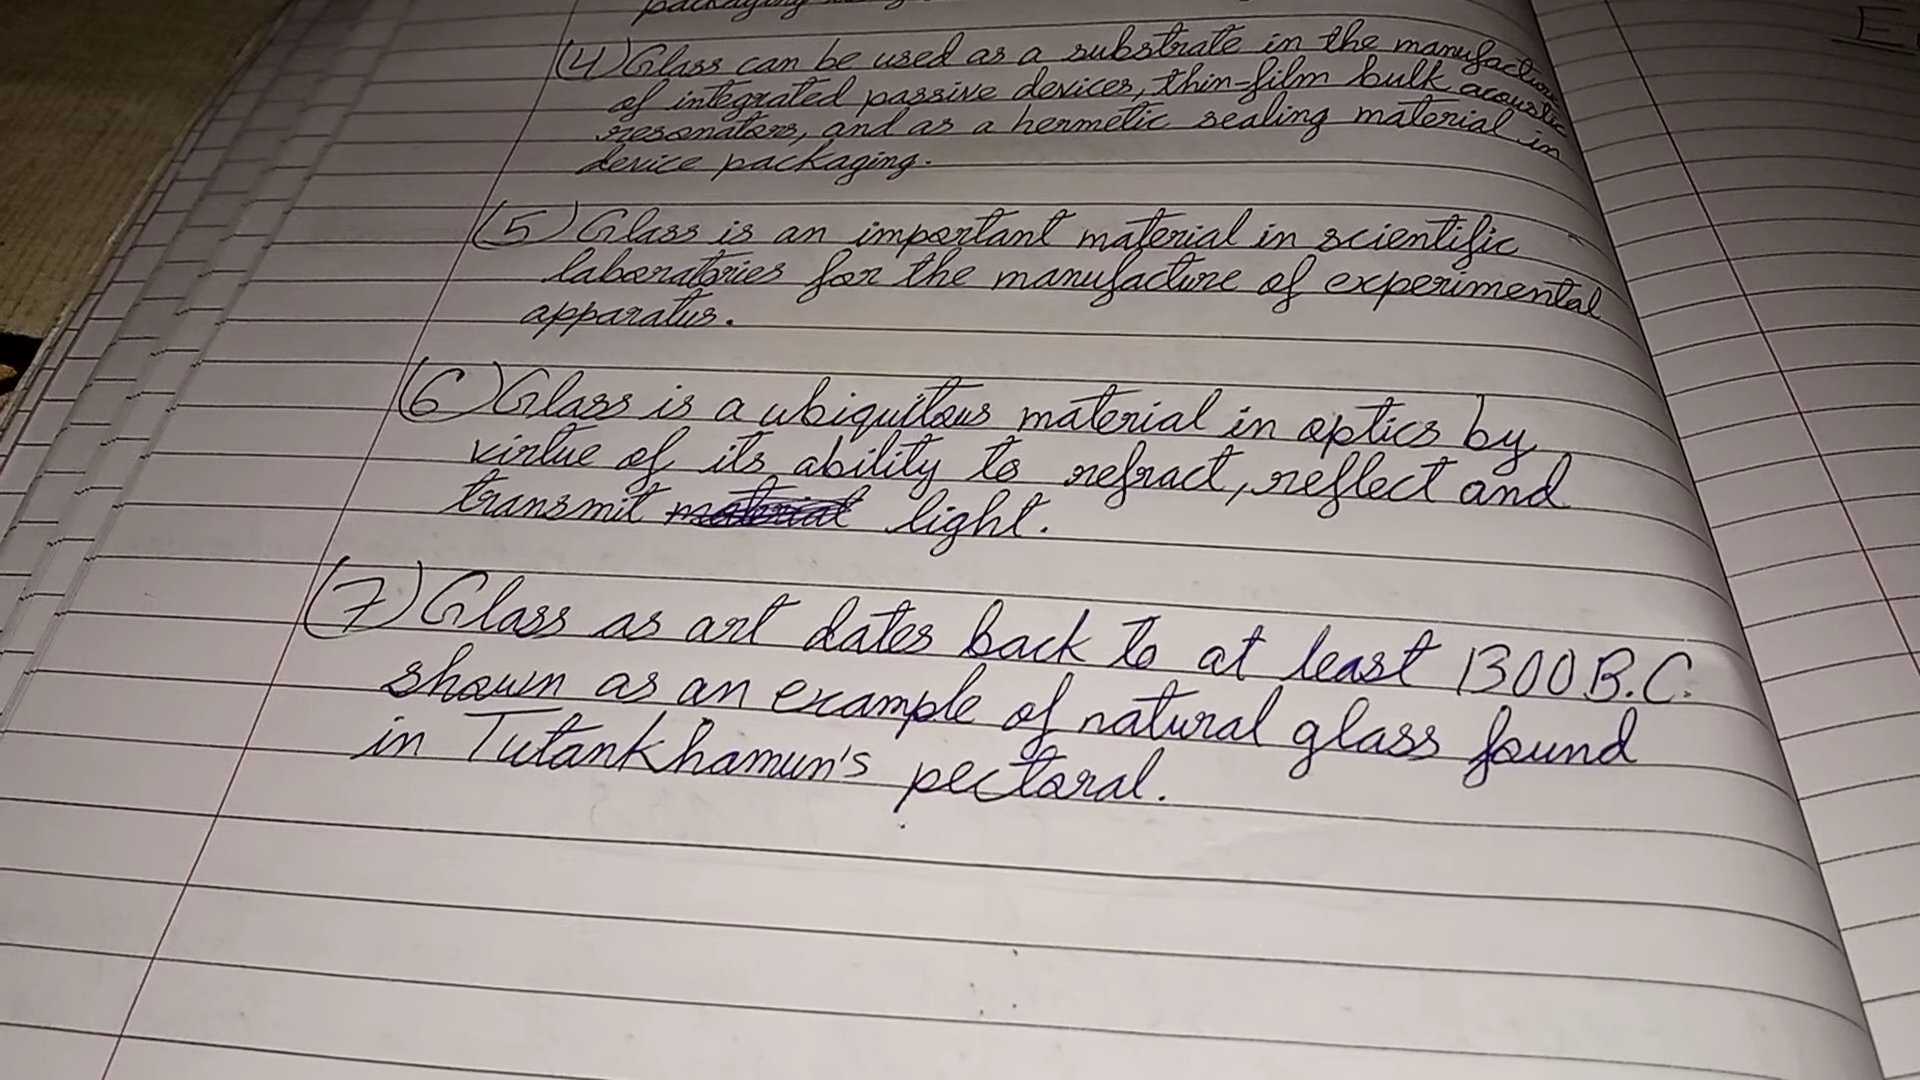 packaging
(4) Glass can be used as a substrate in the manufacture
of integrated passive devices, thin-film bulk acoustic
resonators, and as a hermetic sealing material in
device packaging.
(5) Glass is an important material in scientific
laboratories for the manufacture of experimental
apparatus.
(6) Glass is a ubiquitous material in optics by
virtue of its ability to refract, reflect and
transmit material light.
(7) Glass as art dates back to at least 1300 B.C.
shown as an example of natural glass found
in Tutankhamun's pectoral.